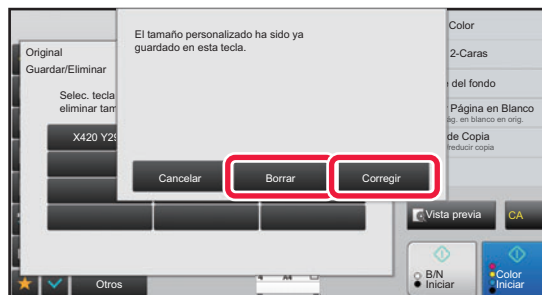 El tamaño personalizado ha sido ya
guardado en esta tecla.
Cancelar
Borrar
Corregir
Original
Guardar/Eliminar
Selec. tecla
eliminar tam
X420 Y29
Color
2-Caras
del fondo
Página en Blanco
ág. en blanco en orig.
de Copia
/reducir copia
Vista previa
CA
B/N
Iniciar
Color
Iniciar
Otros
A4